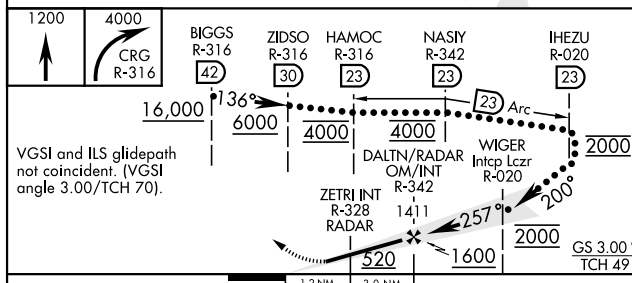 1200
4000
CRG
R-316
BIGGS
R-316
42
ZIDSO
R-316
30
HAMOC
R-316
23
NASIY
R-342
23
IHEZU
R-020
23
23 Arc
136°
16,000
6000
4000
4000
2000
VGSI and ILS glidepath
not coincident. (VGSI
angle 3.00/TCH 70).
DALTN/RADAR
OM/INT
R-342
1411
WIGER
Intcp Lczr
R-020
200°
257°
ZETRI INT
R-328
RADAR
2000
520
1600
GS 3.00°
TCH 49